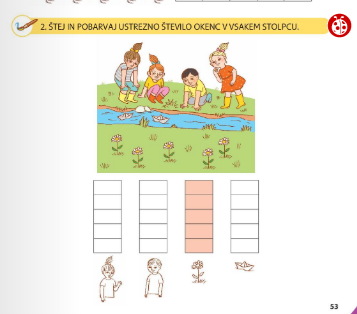 2. ŠTEJ IN POBARVAJ USTREZNO ŠTEVILO OKENC V VSAKEM STOLPCU.
53